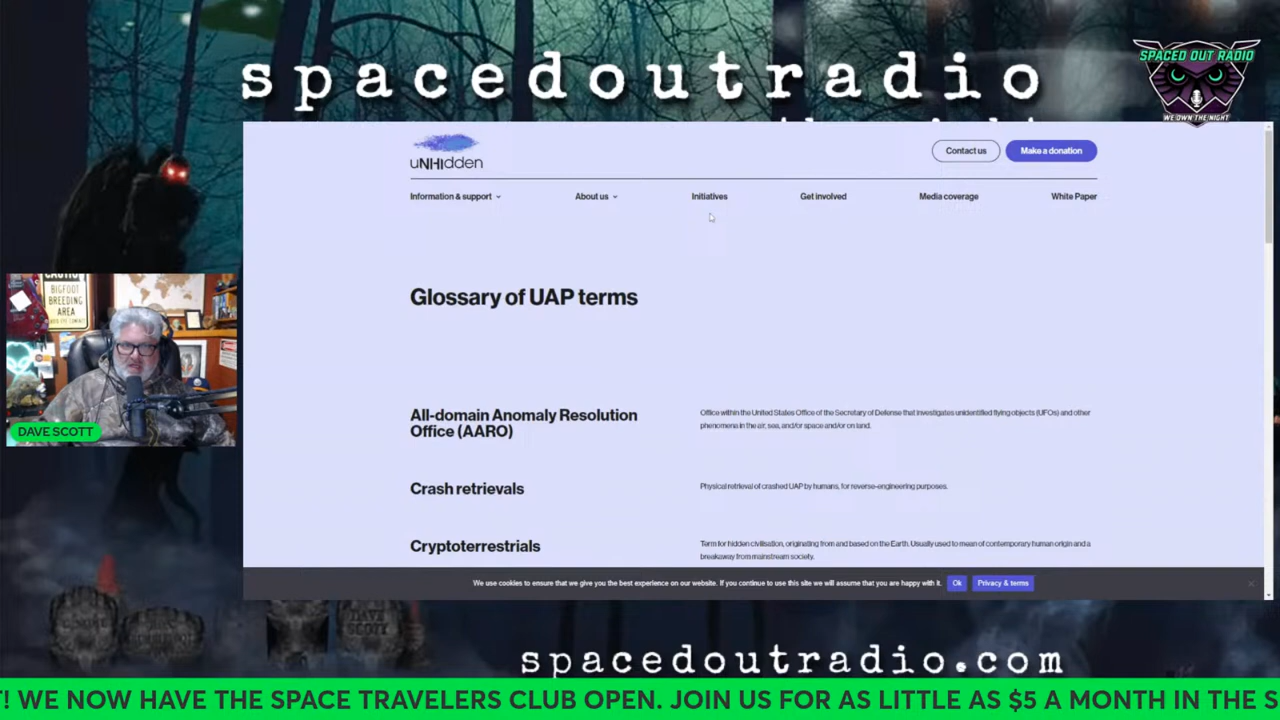 spacedoutradio
SPACED OUT RADIO
WE OWN THE NIGHT
uNHIdden
Contact us
Make a donation
Information & support
About us
Initiatives
Get involved
Media coverage
White Paper
Glossary of UAP terms
All-domain Anomaly Resolution
Office (AARO)
Office within the United States Office of the Secretary of Defense that investigates unidentified flying objects (UFOs) and other
phenomena in the air, sea, and/or space and/or on land.
Crash retrievals
Physical retrieval of crashed UAP by humans, for reverse-engineering purposes.
Cryptoterrestrials
Term for hidden civilisation, originating from and based on the Earth. Usually used to mean of contemporary human origin and a
breakaway from mainstream society.
We use cookies to ensure that we give you the best experience on our website. If you continue to use this site we will assume that you are happy with it.
Ok
Privacy & terms
CAUTION
BIGFOOT
BREEDING
AREA
DAVE SCOTT
DAVE
SCOTT
spacedoutradio.com
T! WE NOW HAVE THE SPACE TRAVELERS CLUB OPEN. JOIN US FOR AS LITTLE AS $5 A MONTH IN THE S